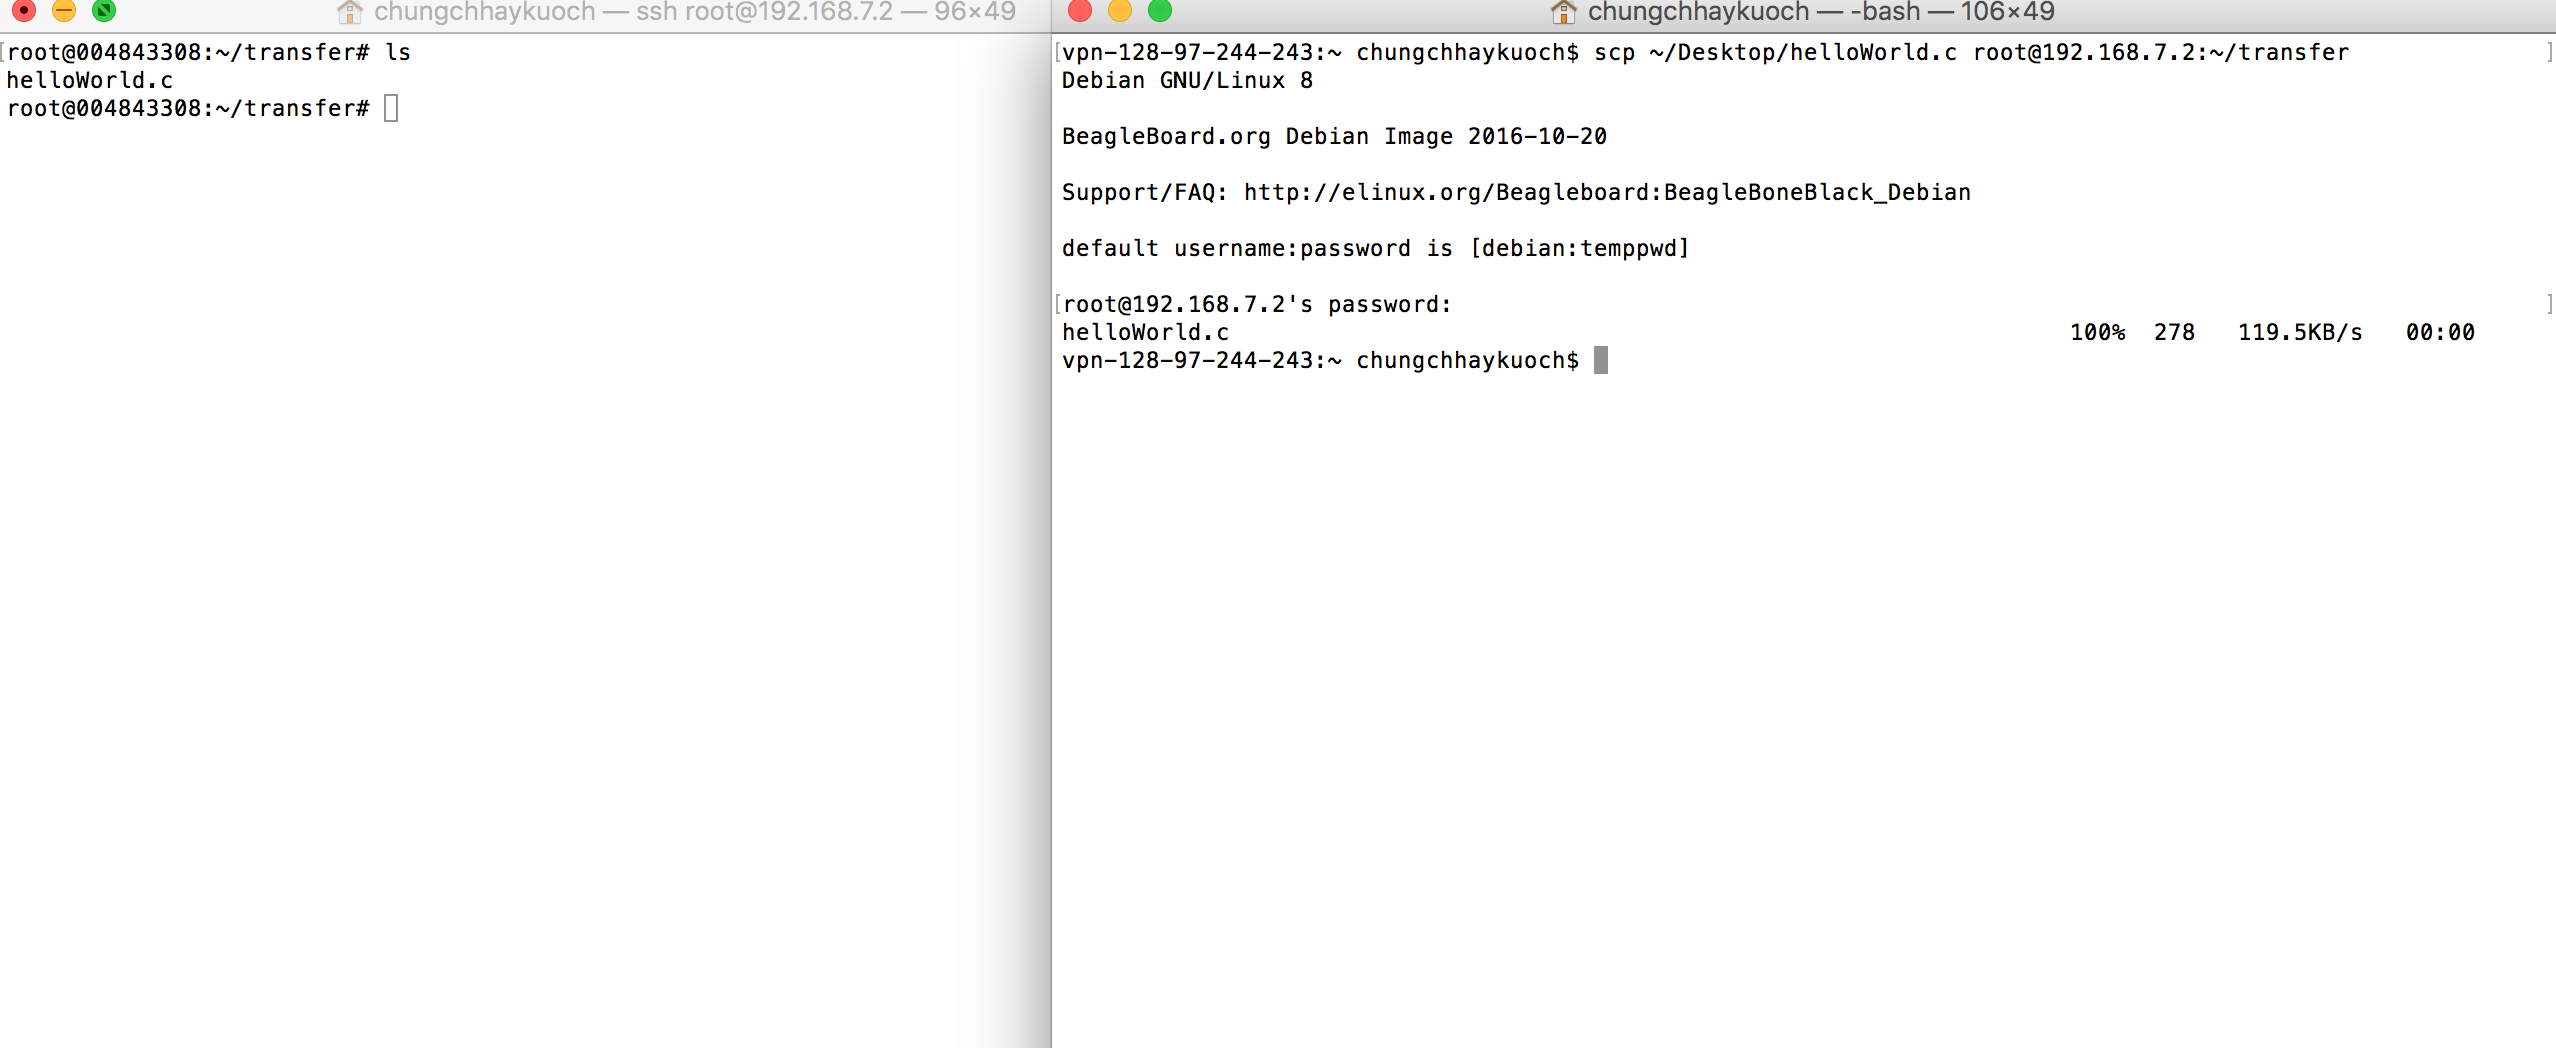 chungchhaykuoch — ssh root@192.168.7.2 — 96×49
root@004843308:~/transfer# ls
helloWorld.c
root@004843308:~/transfer#
chungchhaykuoch — -bash — 106×49
vpn-128-97-244-243:~ chungchhaykuoch$ scp ~/Desktop/helloWorld.c root@192.168.7.2:~/transfer
Debian GNU/Linux 8
BeagleBoard.org Debian Image 2016-10-20
Support/FAQ: http://elinux.org/Beagleboard:BeagleBoneBlack_Debian
default username:password is [debian:temppwd]
root@192.168.7.2's password:
helloWorld.c 100% 278 119.5KB/s 00:00
vpn-128-97-244-243:~ chungchhaykuoch$